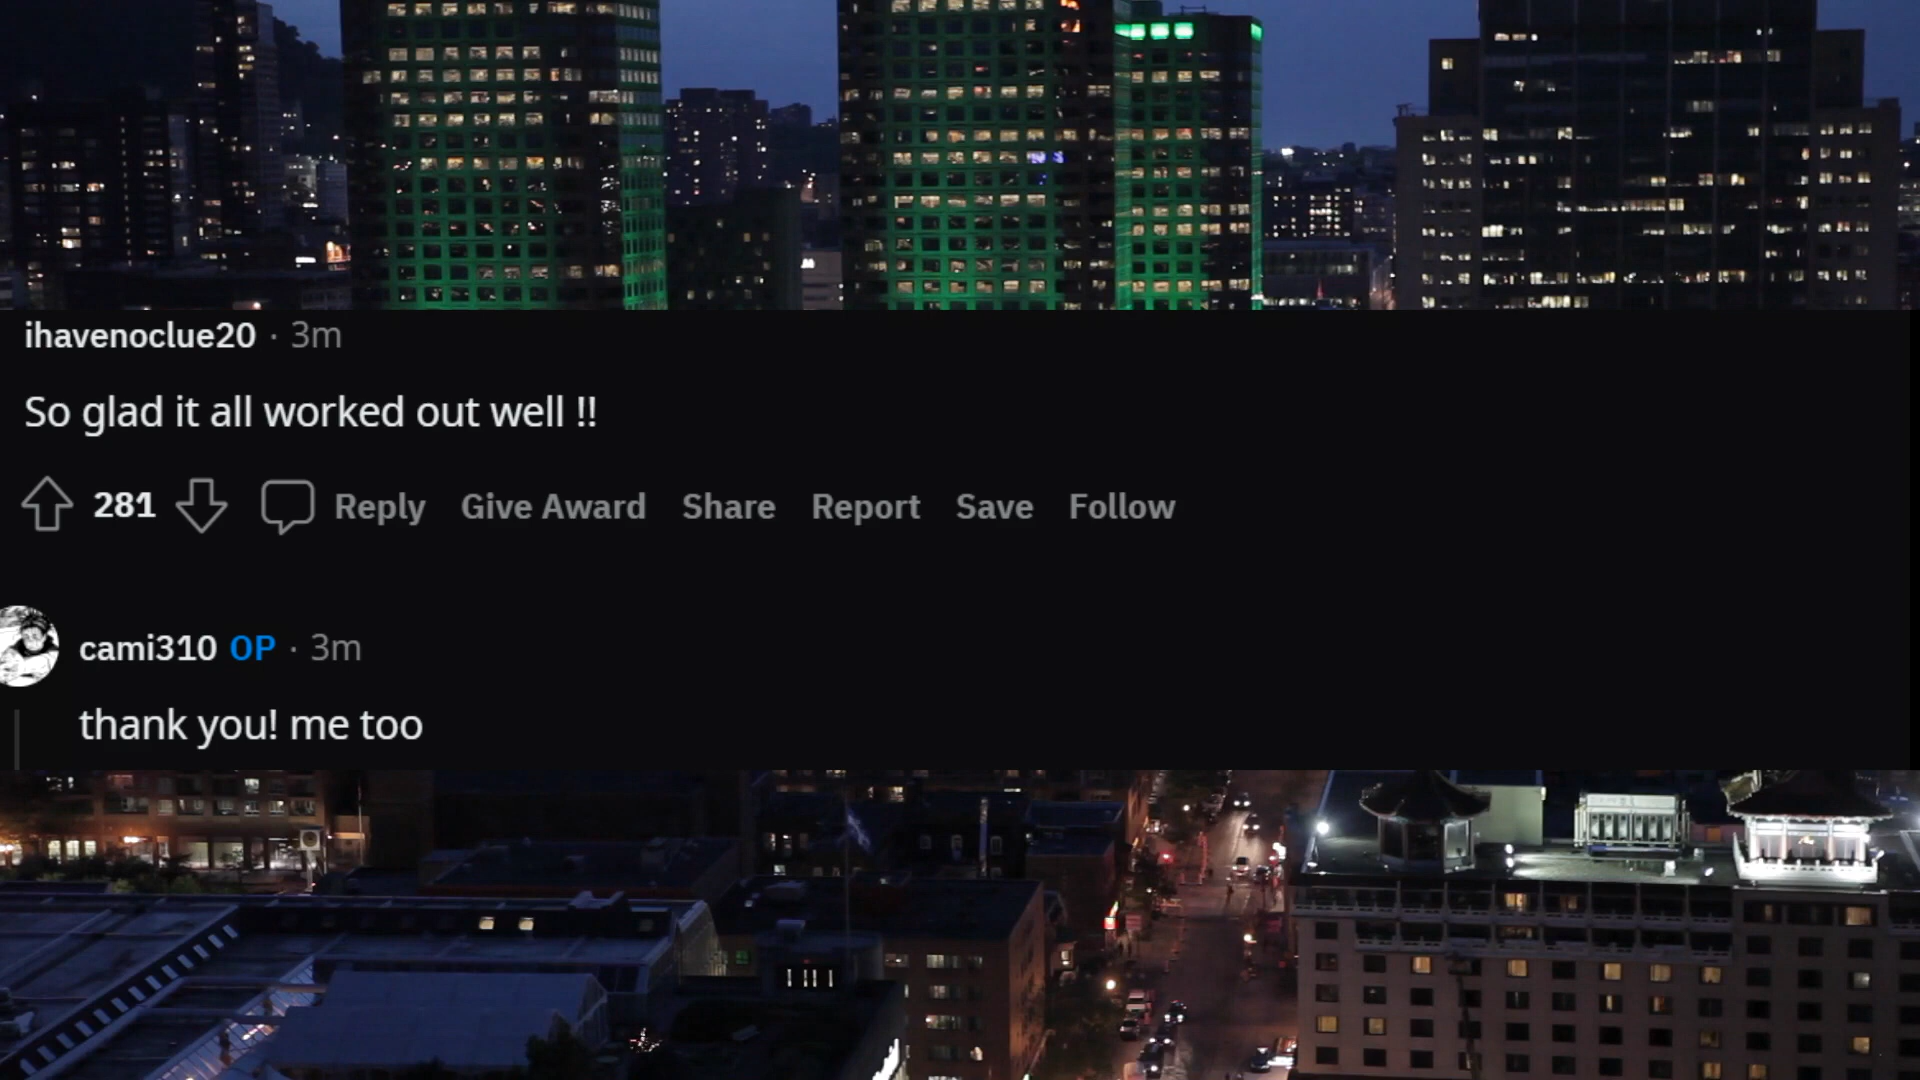 ihavenoclue20 · 3m
So glad it all worked out well !!
281 Reply Give Award Share Report Save Follow
cami310 OP · 3m
thank you! me too